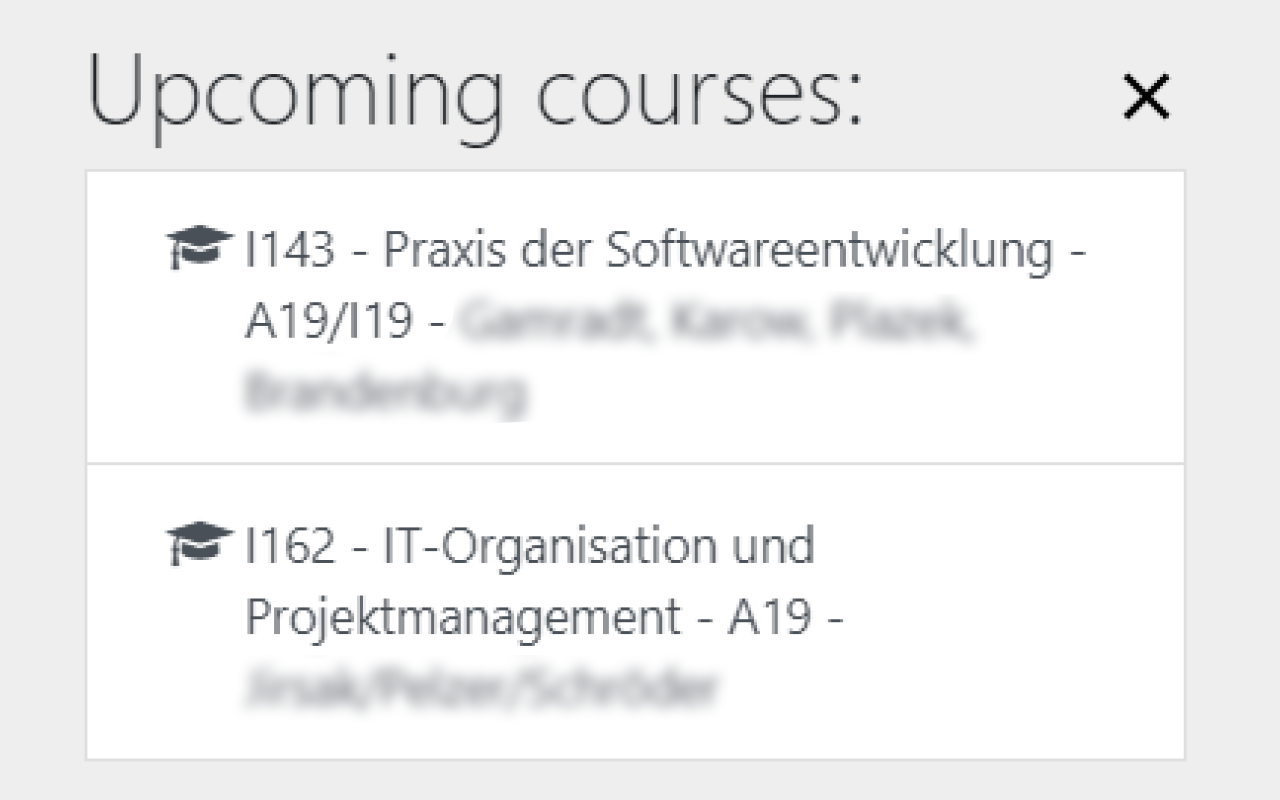 Upcoming courses:
I143 - Praxis der Softwareentwicklung -
A19/I19 -
I162 - IT-Organisation und
Projektmanagement - A19 -